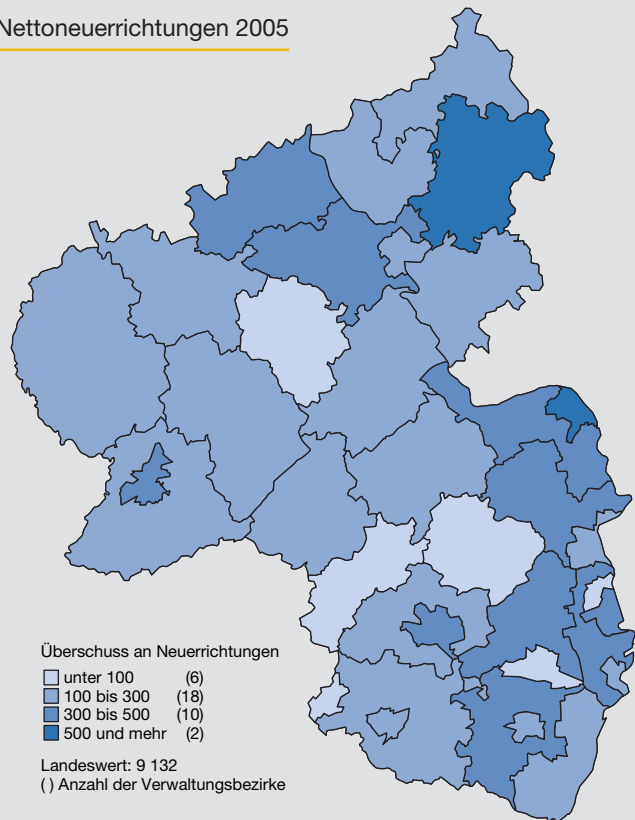 Nettoneuerrichtungen 2005
Überschuss an Neuerrichtungen
unter 100 (6)
100 bis 300 (18)
300 bis 500 (10)
500 und mehr (2)
Landeswert: 9 132
( ) Anzahl der Verwaltungsbezirke